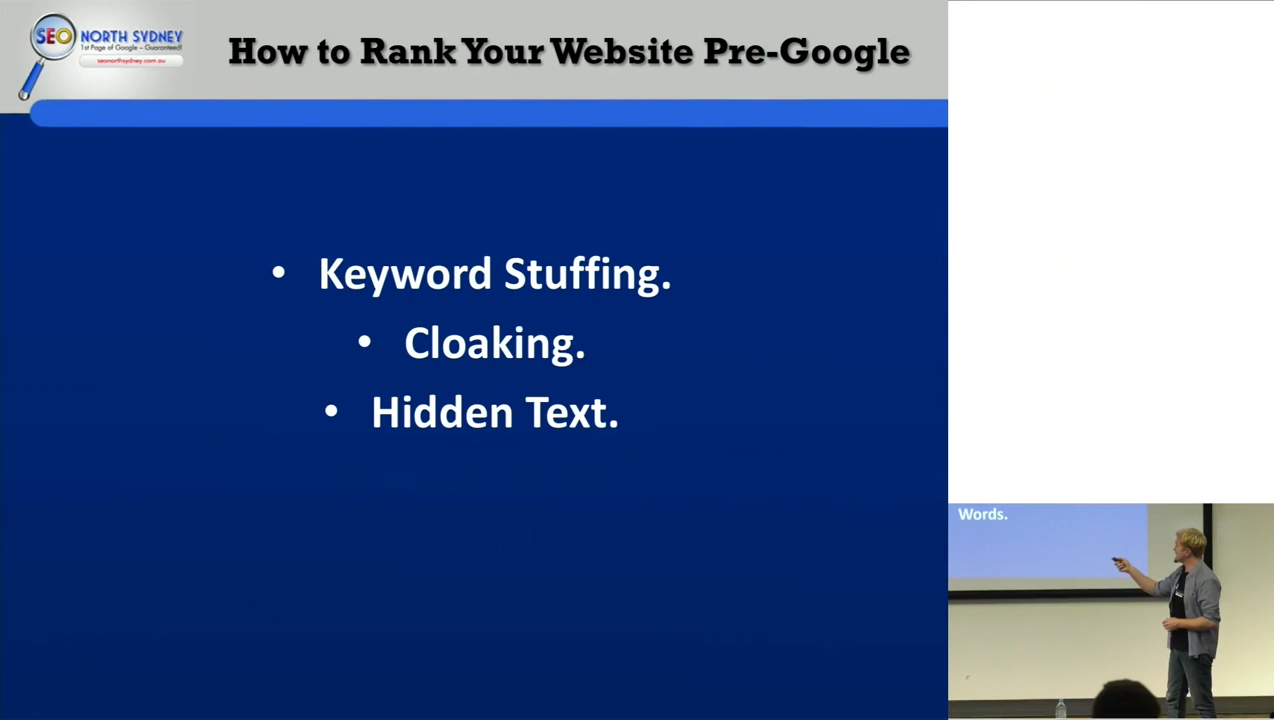 SEO
NORTH SYDNEY
1st Page of Google – Guaranteed!
seonorthsydney.com.au
How to Rank Your Website Pre-Google
• Keyword Stuffing.
• Cloaking.
• Hidden Text.
Words.